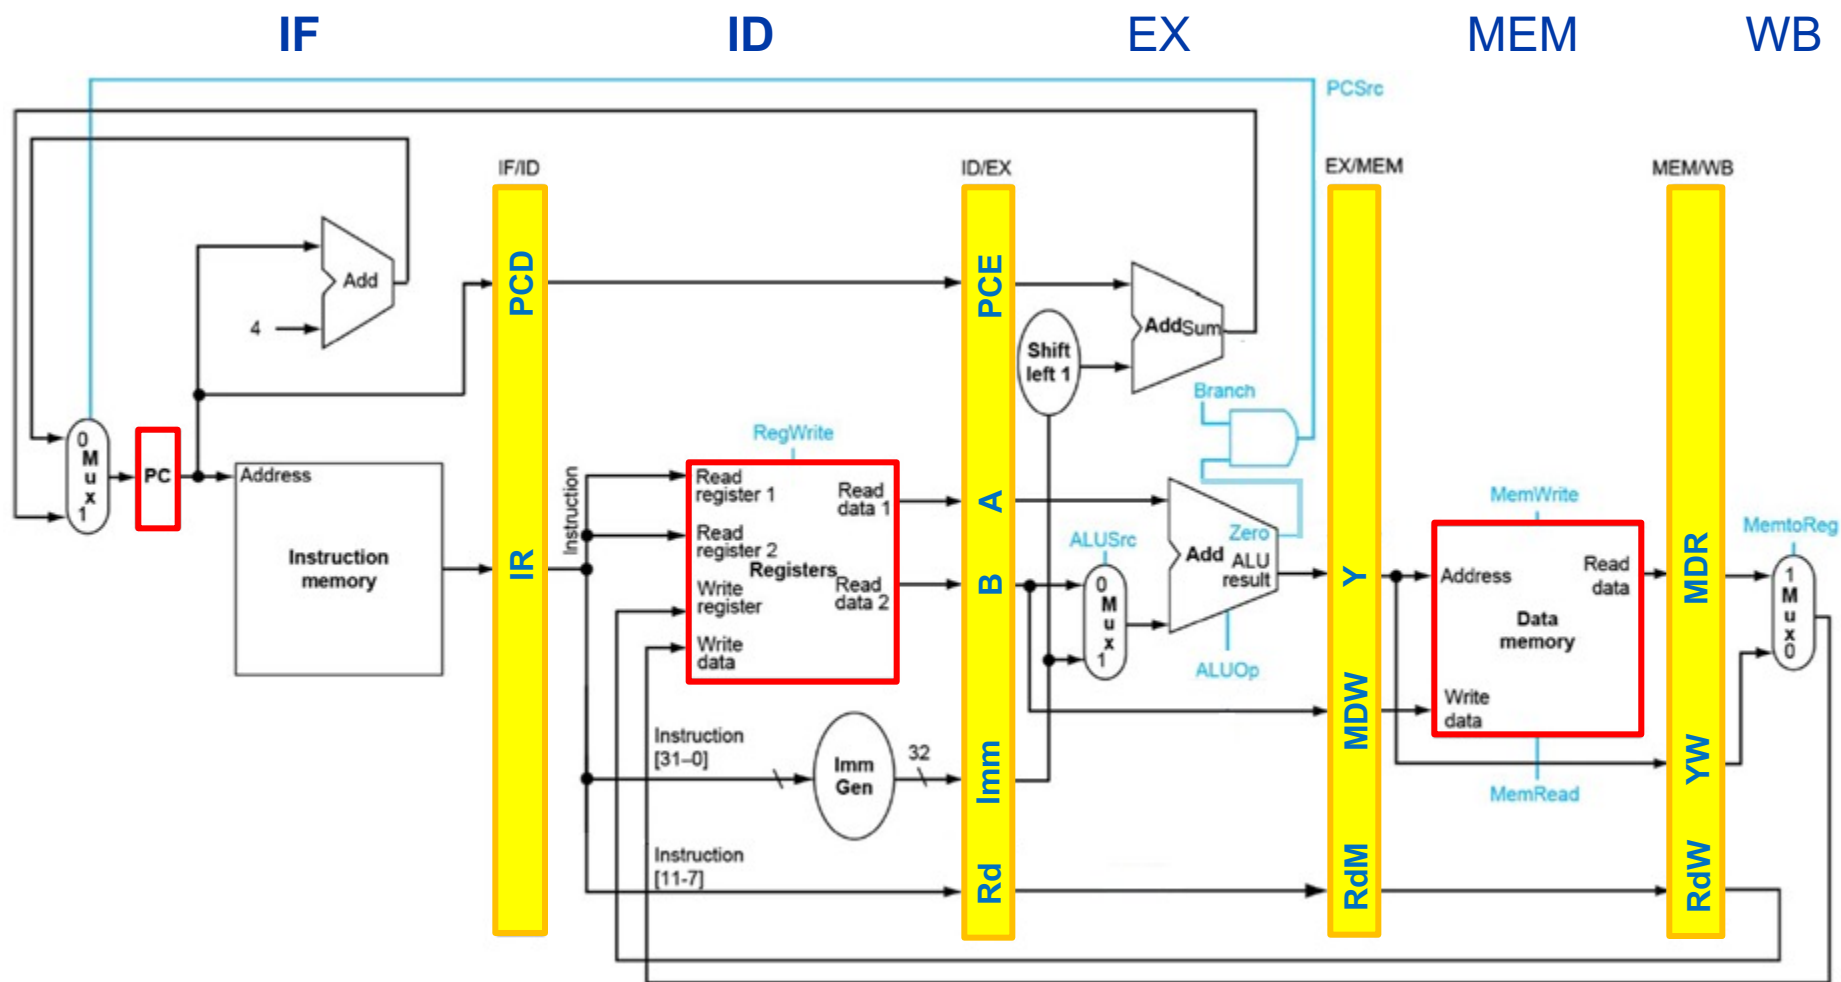 IF ID EX MEM WB
PCSrc
IF/ID ID/EX EX/MEM MEM/WB
Add
4
PCD
PCE
AddSum
Shift
left 1
Branch
0
M
u
x
1
PC
Address
Instruction
memory
IR
Instruction
RegWrite
Read
register 1
Read
data 1
Read
register 2
Registers
Write
register
Read
data 2
Write
data
Instruction
[31–0]
Imm
Gen
32
Instruction
[11-7]
A
B
Imm
Rd
ALUSrc
0
M
u
x
1
Zero
Add
ALU
result
ALUOp
Y
MDW
RdM
MemWrite
Address
Read
data
Data
memory
Write
data
MemRead
MDR
YW
RdW
MemtoReg
1
M
u
x
0